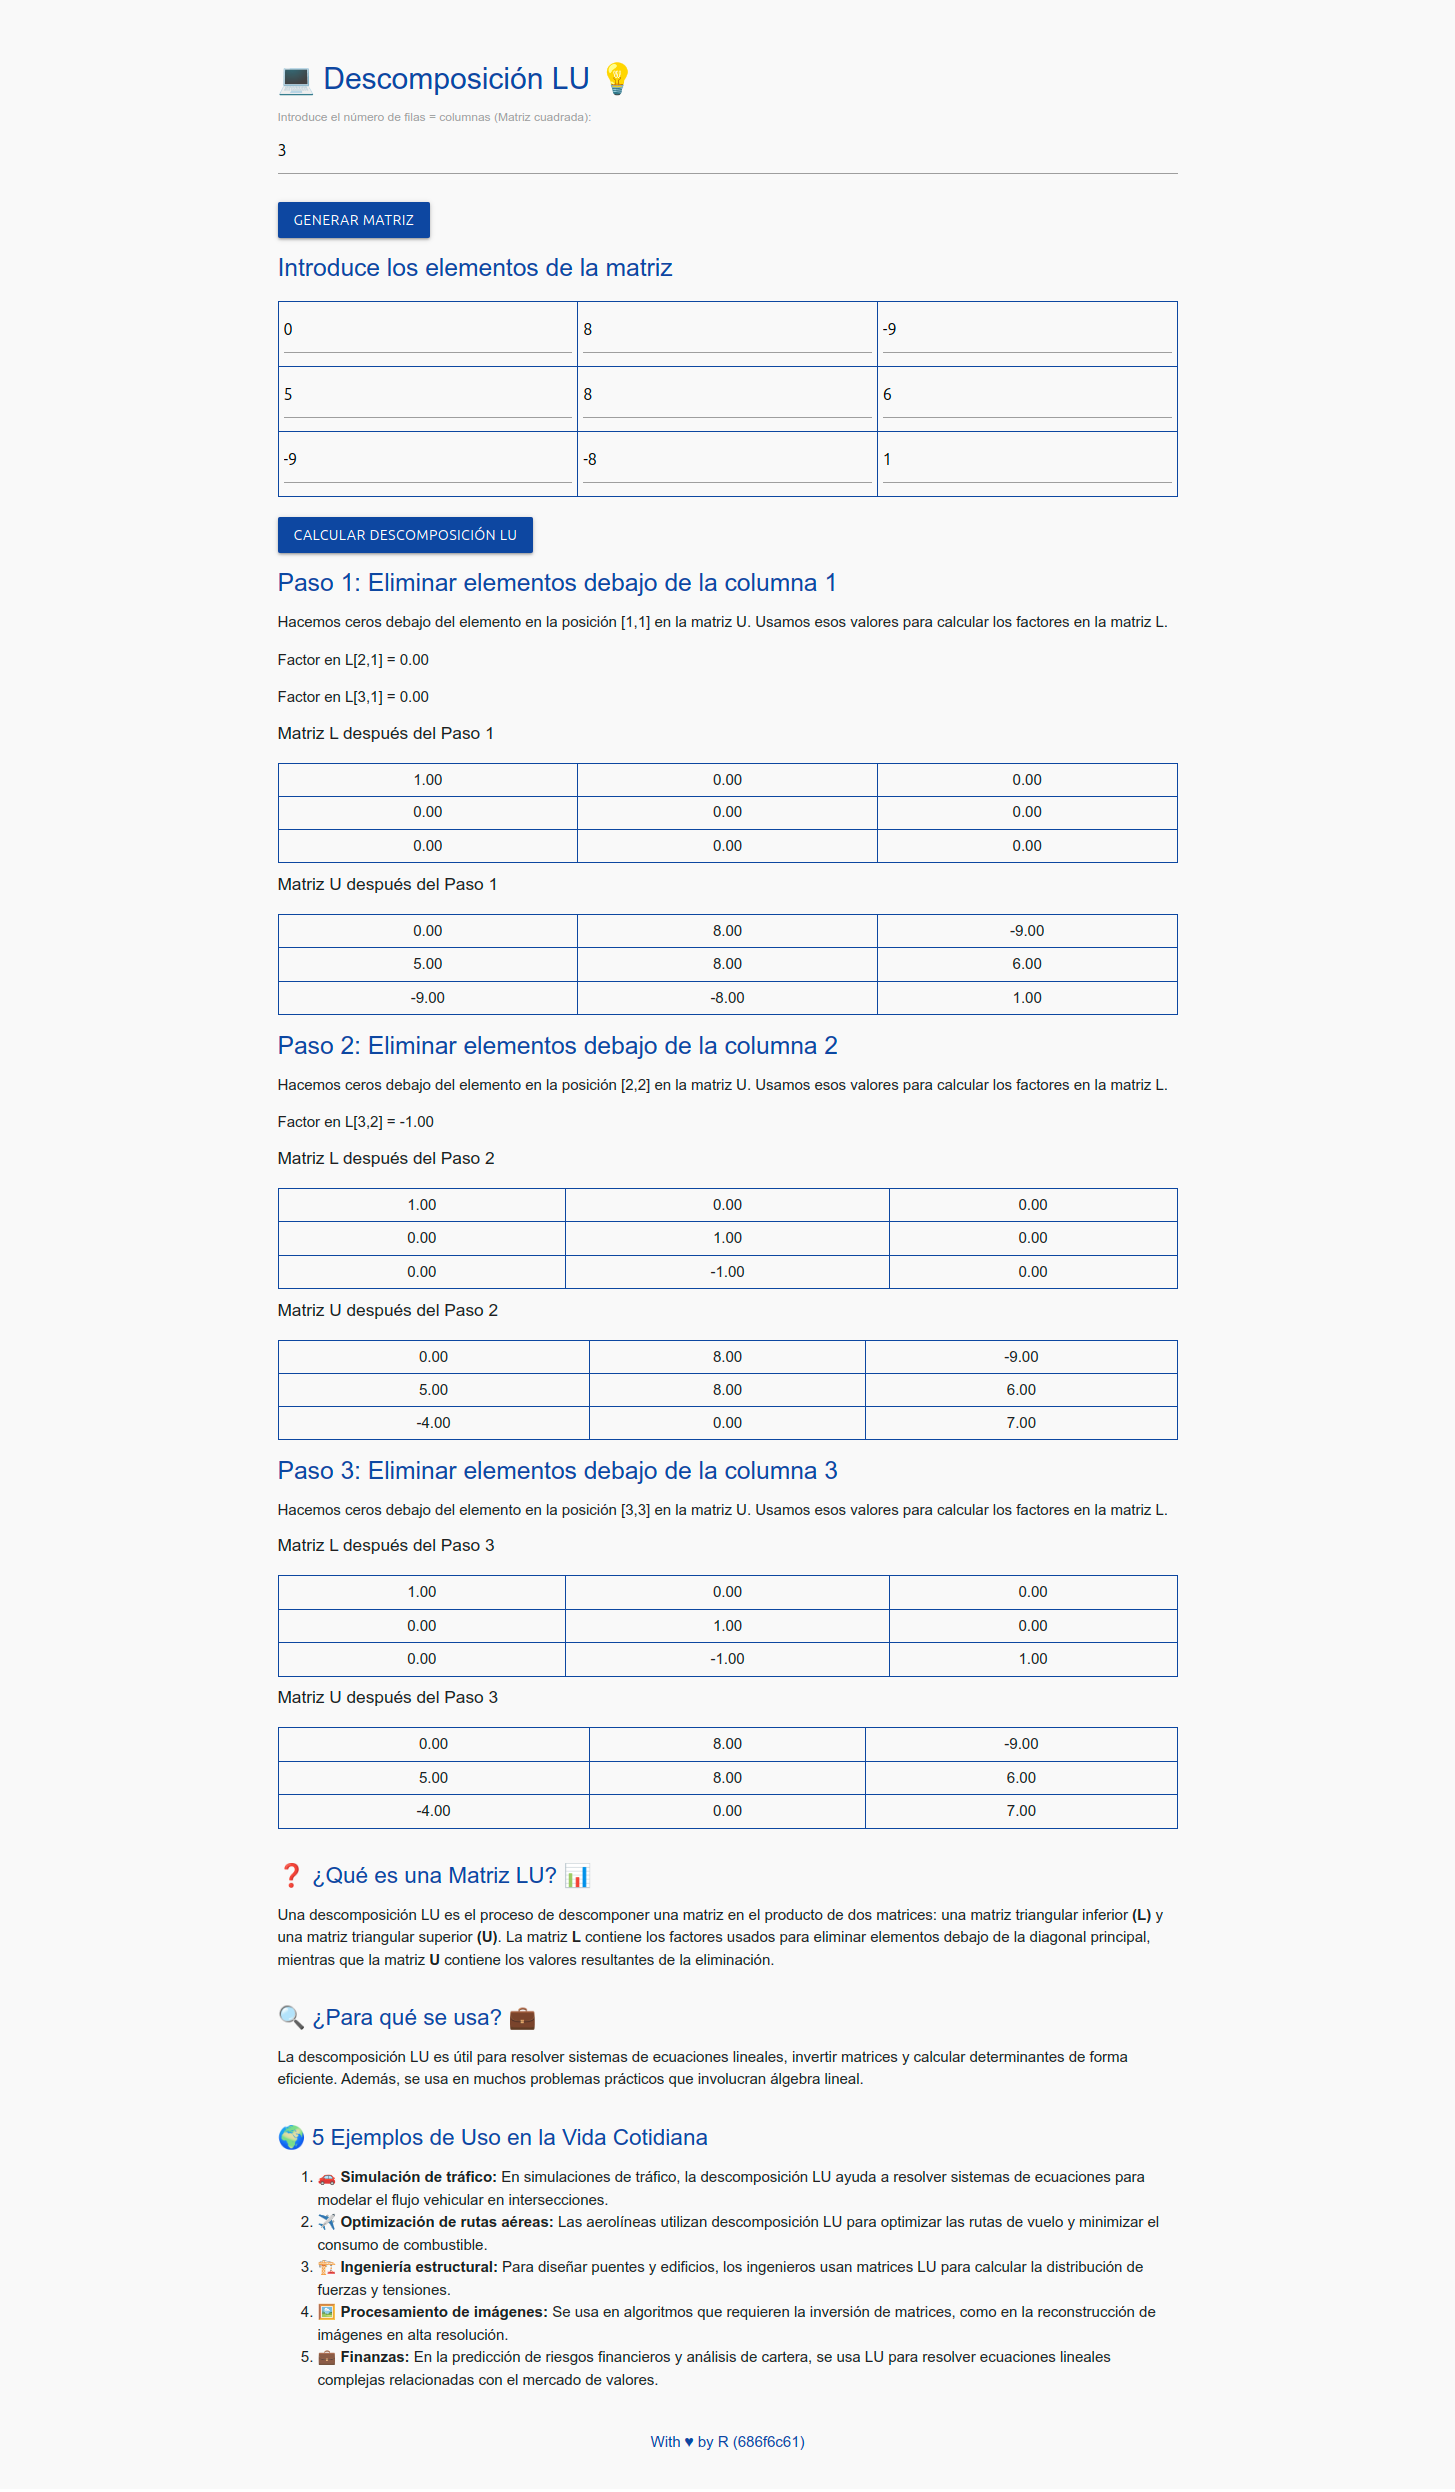 💻 Descomposición LU 💡
Introduce el número de filas = columnas (Matriz cuadrada):
3
GENERAR MATRIZ
Introduce los elementos de la matriz
0 8 -9
5 8 6
-9 -8 1
CALCULAR DESCOMPOSICIÓN LU
Paso 1: Eliminar elementos debajo de la columna 1
Hacemos ceros debajo del elemento en la posición [1,1] en la matriz U. Usamos esos valores para calcular los factores en la matriz L.
Factor en L[2,1] = 0.00
Factor en L[3,1] = 0.00
Matriz L después del Paso 1
1.00 0.00 0.00
0.00 0.00 0.00
0.00 0.00 0.00
Matriz U después del Paso 1
0.00 8.00 -9.00
5.00 8.00 6.00
-9.00 -8.00 1.00
Paso 2: Eliminar elementos debajo de la columna 2
Hacemos ceros debajo del elemento en la posición [2,2] en la matriz U. Usamos esos valores para calcular los factores en la matriz L.
Factor en L[3,2] = -1.00
Matriz L después del Paso 2
1.00 0.00 0.00
0.00 1.00 0.00
0.00 -1.00 0.00
Matriz U después del Paso 2
0.00 8.00 -9.00
5.00 8.00 6.00
-4.00 0.00 7.00
Paso 3: Eliminar elementos debajo de la columna 3
Hacemos ceros debajo del elemento en la posición [3,3] en la matriz U. Usamos esos valores para calcular los factores en la matriz L.
Matriz L después del Paso 3
1.00 0.00 0.00
0.00 1.00 0.00
0.00 -1.00 1.00
Matriz U después del Paso 3
0.00 8.00 -9.00
5.00 8.00 6.00
-4.00 0.00 7.00
❓ ¿Qué es una Matriz LU? 📊
Una descomposición LU es el proceso de descomponer una matriz en el producto de dos matrices: una matriz triangular inferior (L) y
una matriz triangular superior (U). La matriz L contiene los factores usados para eliminar elementos debajo de la diagonal principal,
mientras que la matriz U contiene los valores resultantes de la eliminación.
🔍 ¿Para qué se usa? 💼
La descomposición LU es útil para resolver sistemas de ecuaciones lineales, invertir matrices y calcular determinantes de forma
eficiente. Además, se usa en muchos problemas prácticos que involucran álgebra lineal.
🌍 5 Ejemplos de Uso en la Vida Cotidiana
1. 🚗 Simulación de tráfico: En simulaciones de tráfico, la descomposición LU ayuda a resolver sistemas de ecuaciones para
modelar el flujo vehicular en intersecciones.
2. ✈️ Optimización de rutas aéreas: Las aerolíneas utilizan descomposición LU para optimizar las rutas de vuelo y minimizar el
consumo de combustible.
3. 🏗️ Ingeniería estructural: Para diseñar puentes y edificios, los ingenieros usan matrices LU para calcular la distribución de
fuerzas y tensiones.
4. 🖼️ Procesamiento de imágenes: Se usa en algoritmos que requieren la inversión de matrices, como en la reconstrucción de
imágenes en alta resolución.
5. 💼 Finanzas: En la predicción de riesgos financieros y análisis de cartera, se usa LU para resolver ecuaciones lineales
complejas relacionadas con el mercado de valores.
With ♥ by R (686f6c61)